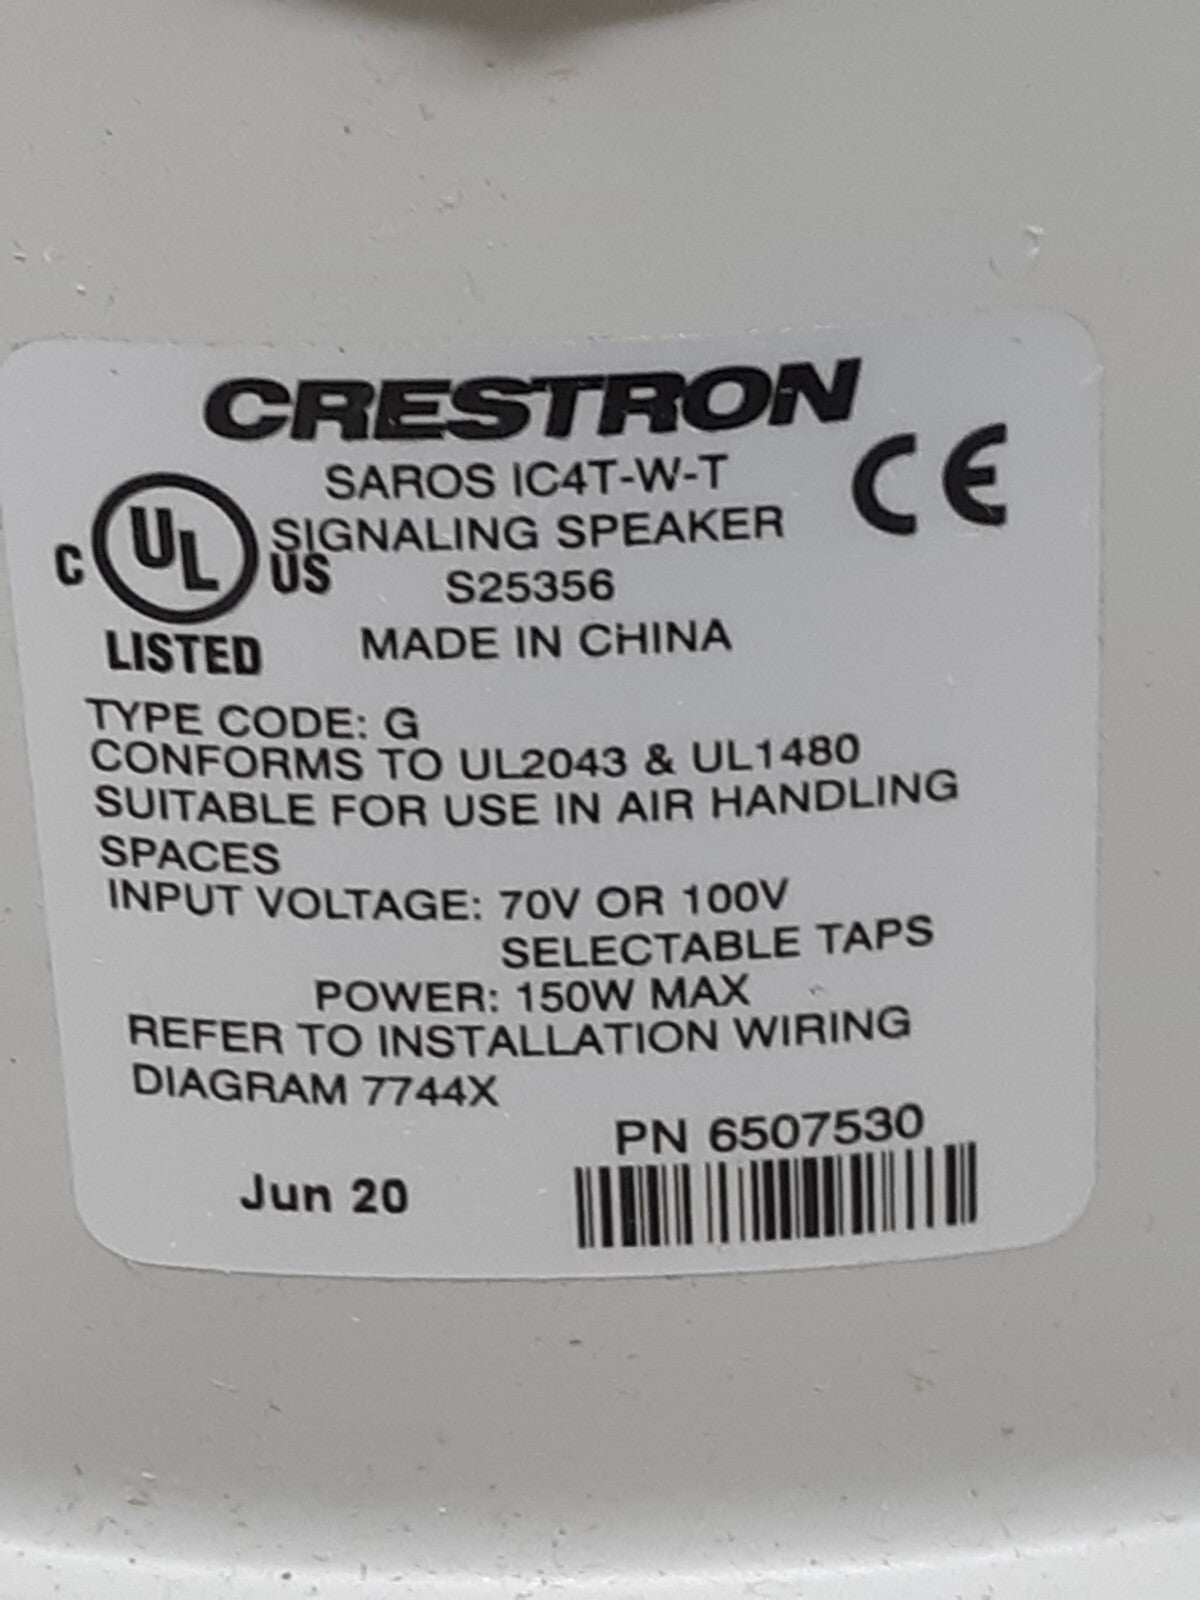 CRESTRON
SAROS IC4T-W-T
CE
SIGNALING SPEAKER
C UL US
S25356
LISTED
MADE IN CHINA
TYPE CODE: G
CONFORMS TO UL2043 & UL1480
SUITABLE FOR USE IN AIR HANDLING
SPACES
INPUT VOLTAGE: 70V OR 100V
SELECTABLE TAPS
POWER: 150W MAX
REFER TO INSTALLATION WIRING
DIAGRAM 7744X
PN 6507530
Jun 20